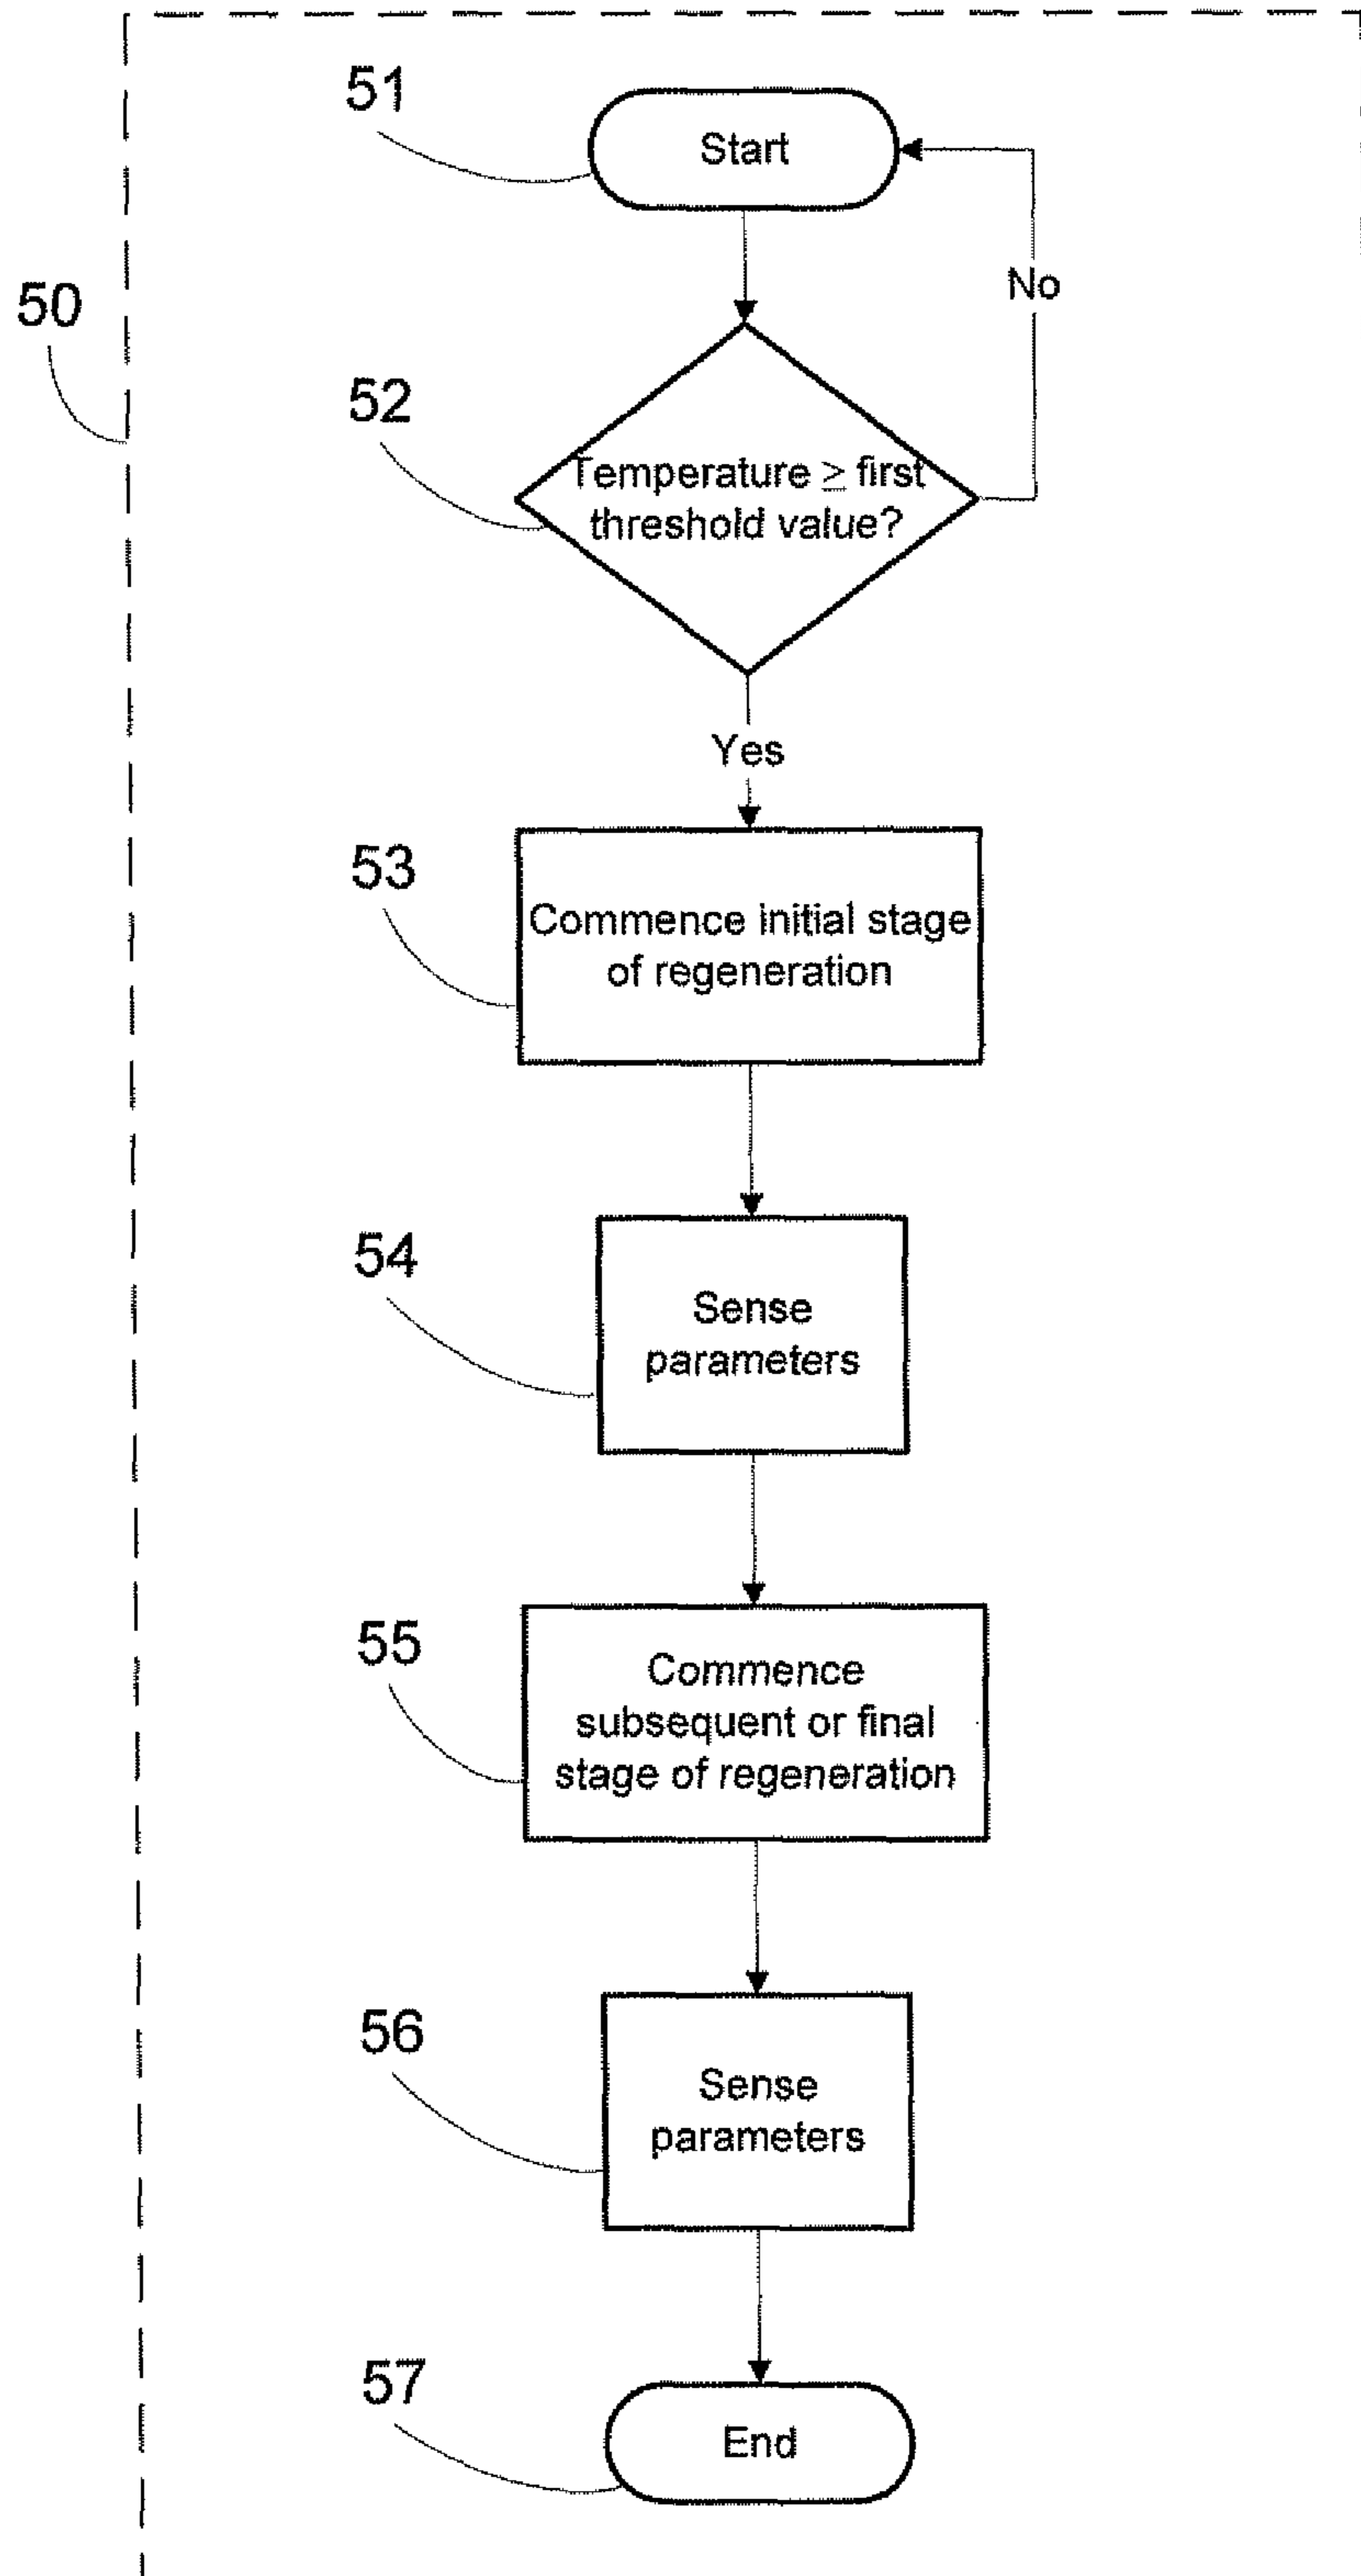 51
Start
No
50
52
Temperature ≥ first
threshold value?
Yes
53
Commence initial stage
of regeneration
54
Sense
parameters
55
Commence
subsequent or final
stage of regeneration
56
Sense
parameters
57
End